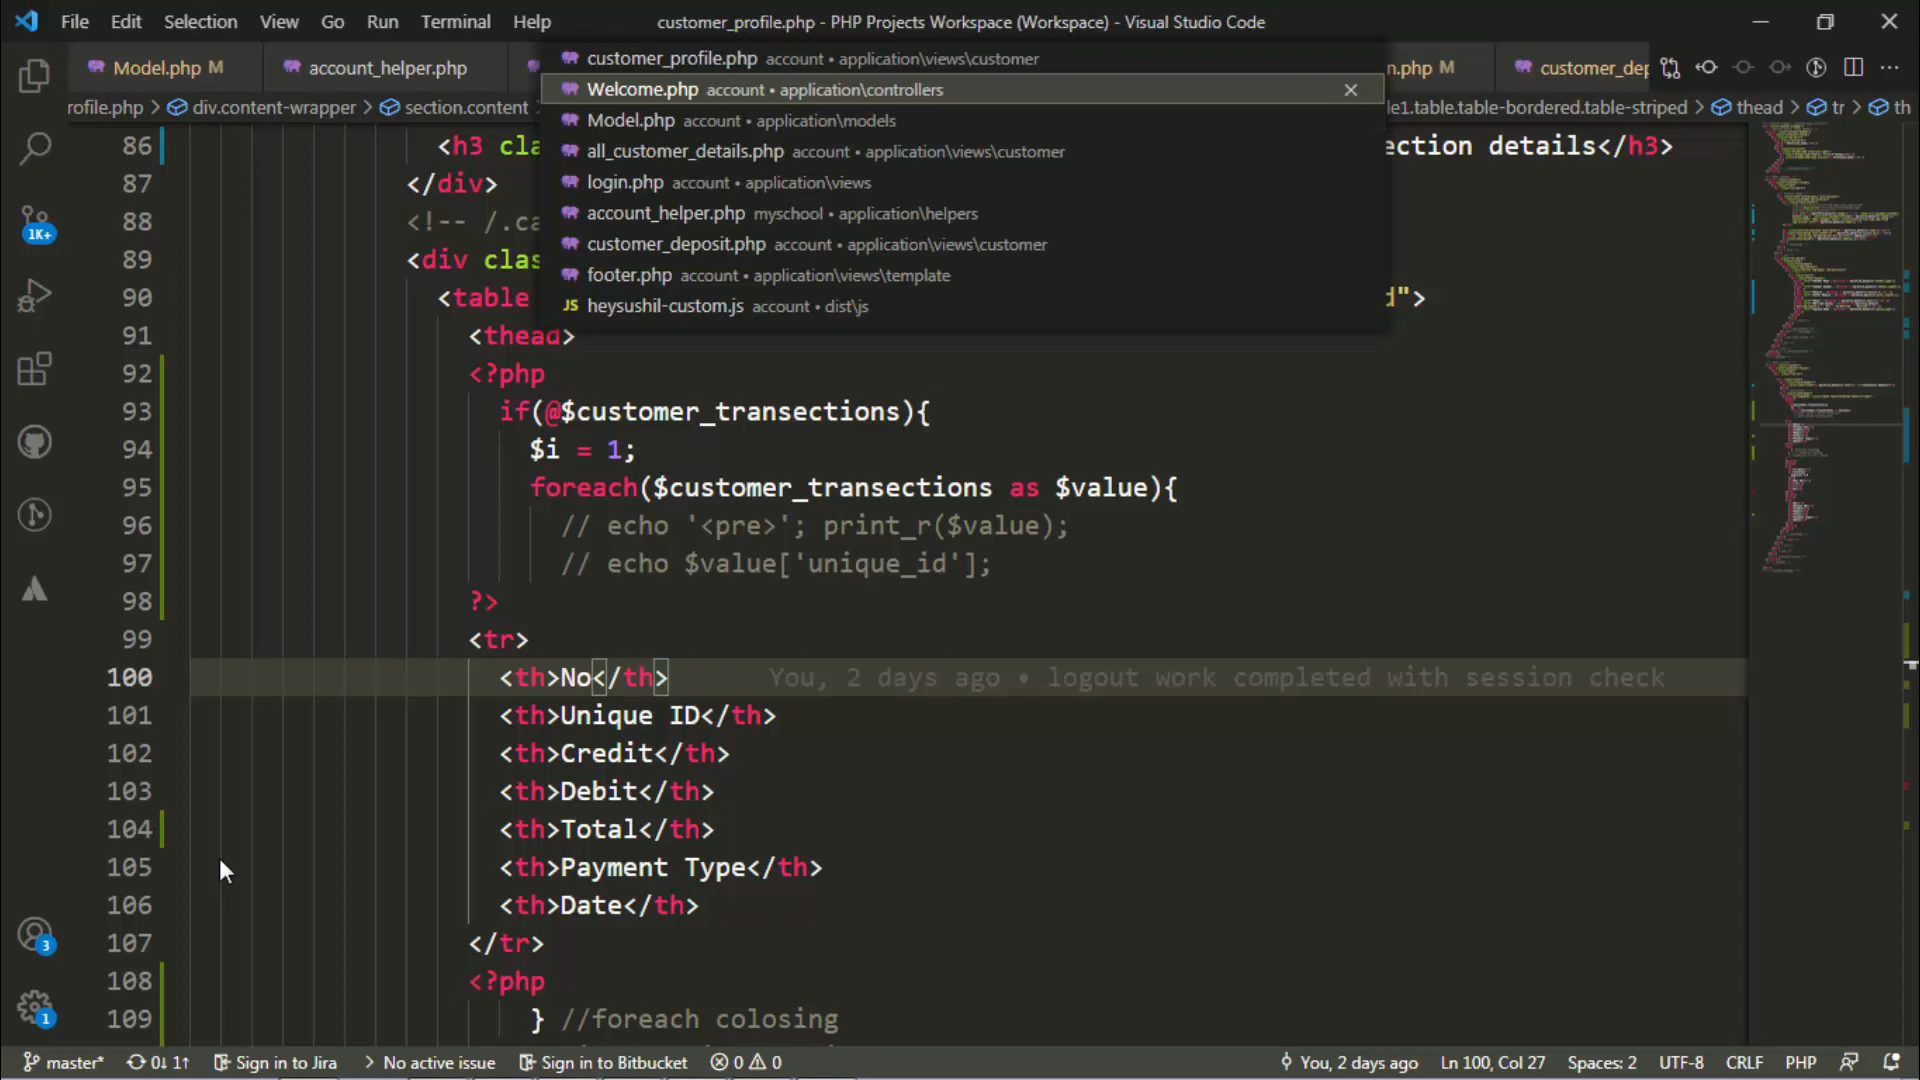 File Edit Selection View Go Run Terminal Help customer_profile.php - PHP Projects Workspace (Workspace) - Visual Studio Code
Model.php M account_helper.php n.php M customer_dep
customer_profile.php account • application\views\customer
Welcome.php account • application\controllers
Model.php account • application\models
all_customer_details.php account • application\views\customer
login.php account • application\views
account_helper.php myschool • application\helpers
customer_deposit.php account • application\views\customer
footer.php account • application\views\template
JS heysushil-custom.js account • dist\js
rofile.php > div.content-wrapper > section.content le1.table.table-bordered.table-striped > thead > tr > th
86 <h3 cla ection details</h3>
87 </div>
88 <!-- /.ca
89 <div clas
90 <table d">
91 <thead>
92 <?php
93 if(@$customer_transections){
94 $i = 1;
95 foreach($customer_transections as $value){
96 // echo '<pre>'; print_r($value);
97 // echo $value['unique_id'];
98 ?>
99 <tr>
100 <th>No</th> You, 2 days ago • logout work completed with session check
101 <th>Unique ID</th>
102 <th>Credit</th>
103 <th>Debit</th>
104 <th>Total</th>
105 <th>Payment Type</th>
106 <th>Date</th>
107 </tr>
108 <?php
109 } //foreach colosing
1K+
3
1
master* 0↓ 1↑ Sign in to Jira > No active issue Sign in to Bitbucket 0 0 You, 2 days ago Ln 100, Col 27 Spaces: 2 UTF-8 CRLF PHP